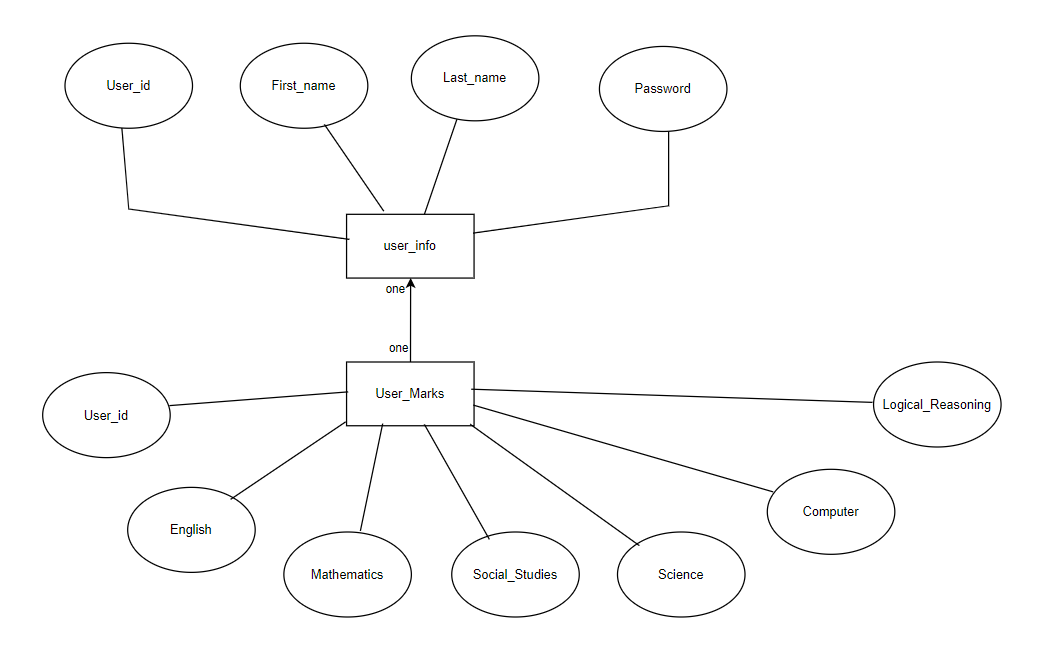 User_id
First_name
Last_name
Password
user_info
one
one
User_Marks
User_id
Logical_Reasoning
English
Computer
Mathematics
Social_Studies
Science